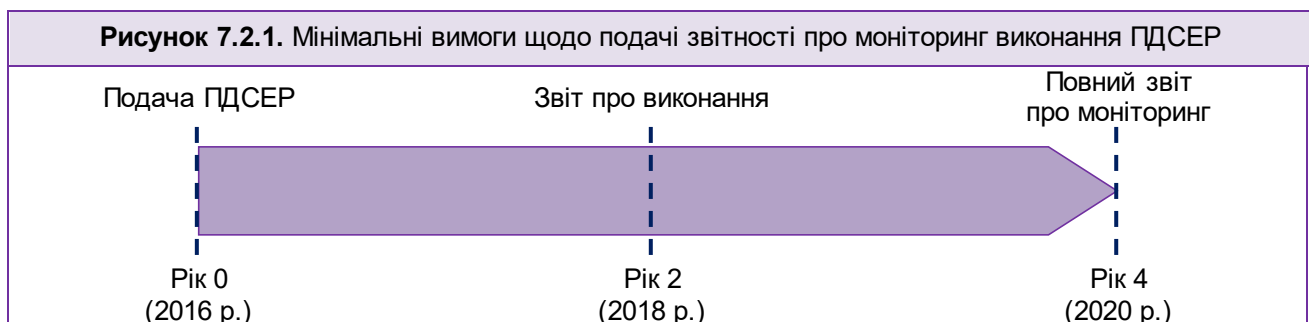 Рисунок 7.2.1. Мінімальні вимоги щодо подачі звітності про моніторинг виконання ПДСЕР
Подача ПДСЕР
Звіт про виконання
Повний звіт
про моніторинг
Рік 0
(2016 р.)
Рік 2
(2018 р.)
Рік 4
(2020 р.)